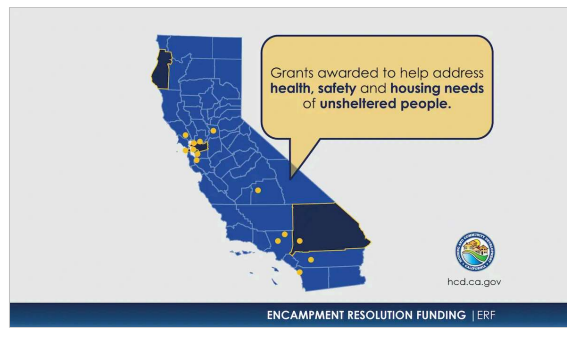 Grants awarded to help address
health, safety and housing needs
of unsheltered people.
hcd.ca.gov
ENCAMPMENT RESOLUTION FUNDING | ERF